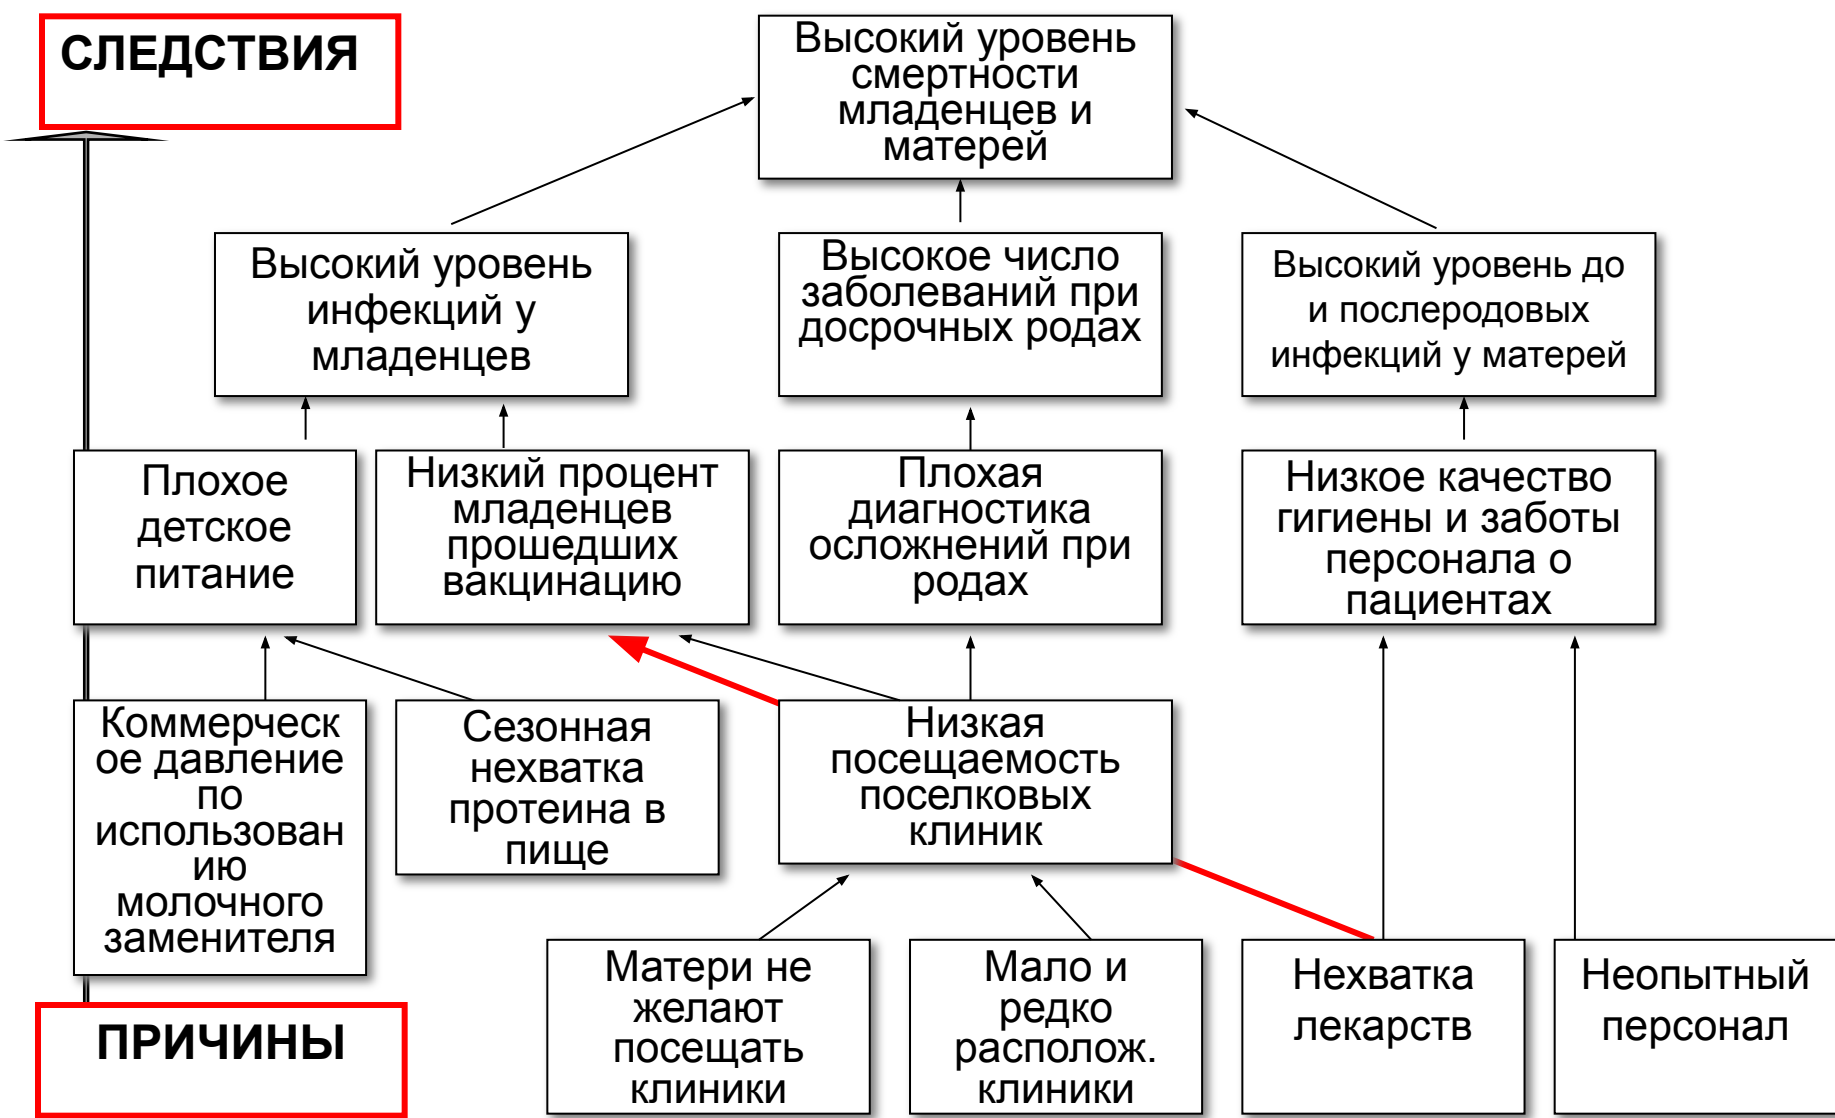 СЛЕДСТВИЯ
Высокий уровень
смертности
младенцев и
матерей
Высокий уровень
инфекций у
младенцев
Высокое число
заболеваний при
досрочных родах
Высокий уровень до
и послеродовых
инфекций у матерей
Плохое
детское
питание
Низкий процент
младенцев
прошедших
вакцинацию
Плохая
диагностика
осложнений при
родах
Низкое качество
гигиены и заботы
персонала о
пациентах
Коммерческ
ое давление
по
использован
ию
молочного
заменителя
Сезонная
нехватка
протеина в
пище
Низкая
посещаемость
поселковых
клиник
Матери не
желают
посещать
клиники
Мало и
редко
располож.
клиники
Нехватка
лекарств
Неопытный
персонал
ПРИЧИНЫ